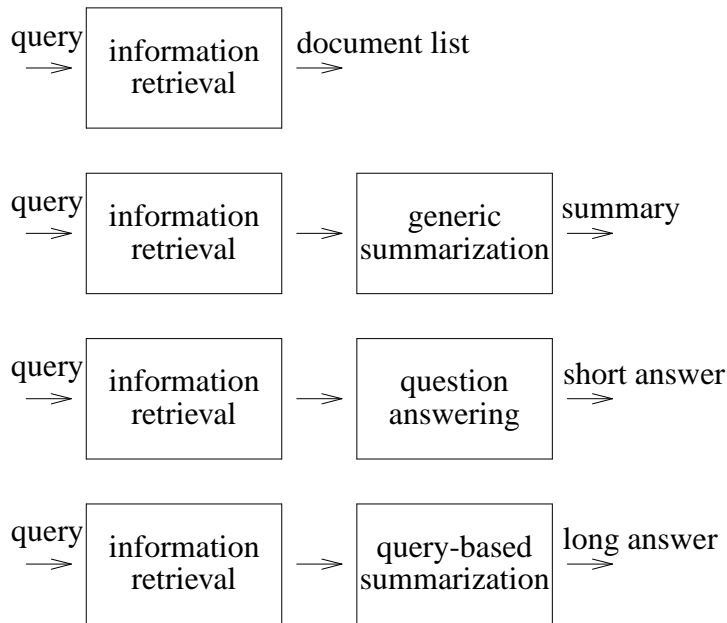 query
information
retrieval
document list
query
information
retrieval
generic
summarization
summary
query
information
retrieval
question
answering
short answer
query
information
retrieval
query-based
summarization
long answer